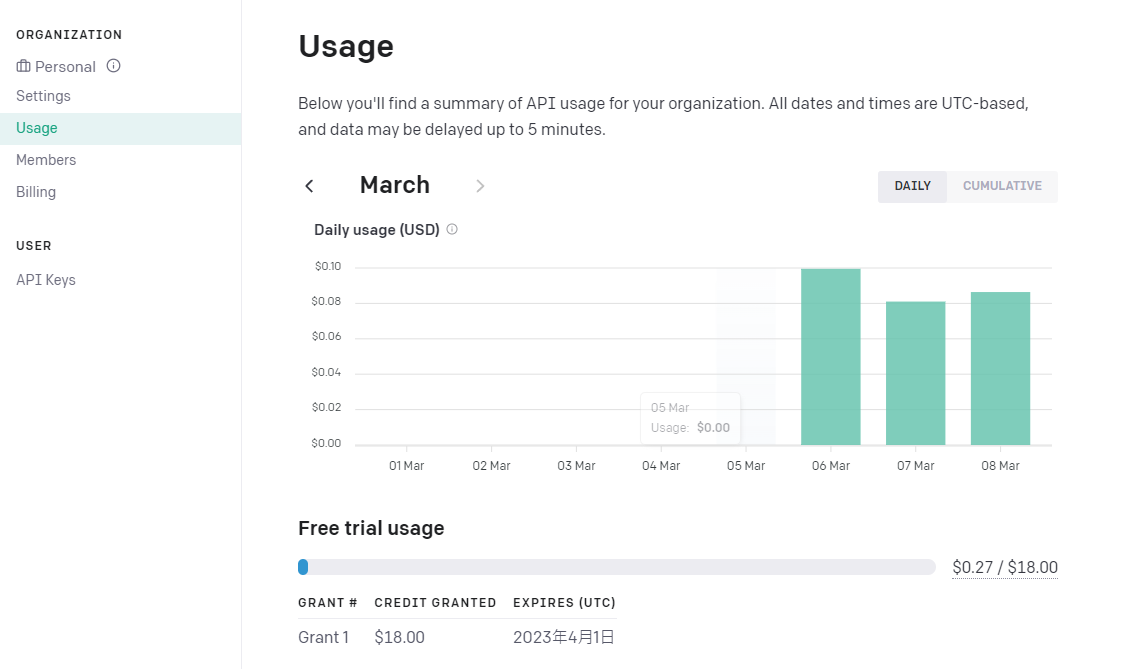 ORGANIZATION
Personal
Settings
Usage
Members
Billing
USER
API Keys
Usage
Below you'll find a summary of API usage for your organization. All dates and times are UTC-based,
and data may be delayed up to 5 minutes.
March
DAILY CUMULATIVE
Daily usage (USD)
$0.10
$0.08
$0.06
$0.04
$0.02
$0.00
05 Mar
Usage: $0.00
01 Mar 02 Mar 03 Mar 04 Mar 05 Mar 06 Mar 07 Mar 08 Mar
Free trial usage
$0.27 / $18.00
GRANT # CREDIT GRANTED EXPIRES (UTC)
Grant 1 $18.00 2023年4月1日